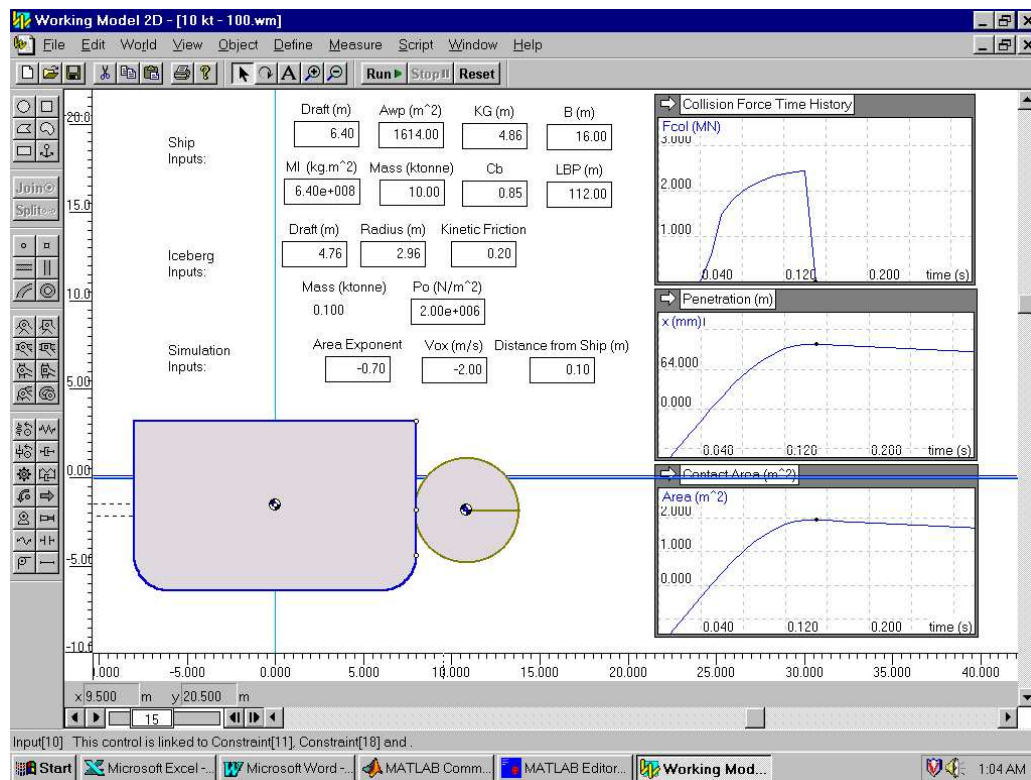 Working Model 2D - [10 kt - 100.wm]
File Edit World View Object Define Measure Script Window Help
Run Stop Reset
Join
Split
Ship
Inputs:
Draft (m) Awp (m^2) KG (m) B (m)
6.40 1614.00 4.86 16.00
MI (kg.m^2) Mass (ktonne) Cb LBP (m)
6.40e+008 10.00 0.85 112.00
Iceberg
Inputs:
Draft (m) Radius (m) Kinetic Friction
4.76 2.96 0.20
Mass (ktonne) Po (N/m^2)
0.100 2.00e+006
Simulation
Inputs:
Area Exponent Vox (m/s) Distance from Ship (m)
-0.70 -2.00 0.10
20.0
15.0
10.0
5.00
0.00
-5.00
-10.0
Collision Force Time History
Fcol (MN)
3.000
2.000
1.000
0.040 0.120 0.200 time (s)
Penetration (m)
x (mm)
64.000
0.000
0.040 0.120 0.200 time (s)
Contact Area (m^2)
Area (m^2)
2.000
1.000
0.000
0.040 0.120 0.200 time (s)
0.000 -5.000 0.000 5.000 10.000 15.000 20.000 25.000 30.000 35.000 40.000
x 9.500 m y 20.500 m
15
Input[10] This control is linked to Constraint[11], Constraint[18] and .
Start Microsoft Excel -... Microsoft Word -... MATLAB Comm... MATLAB Editor... Working Mod... 1:04 AM